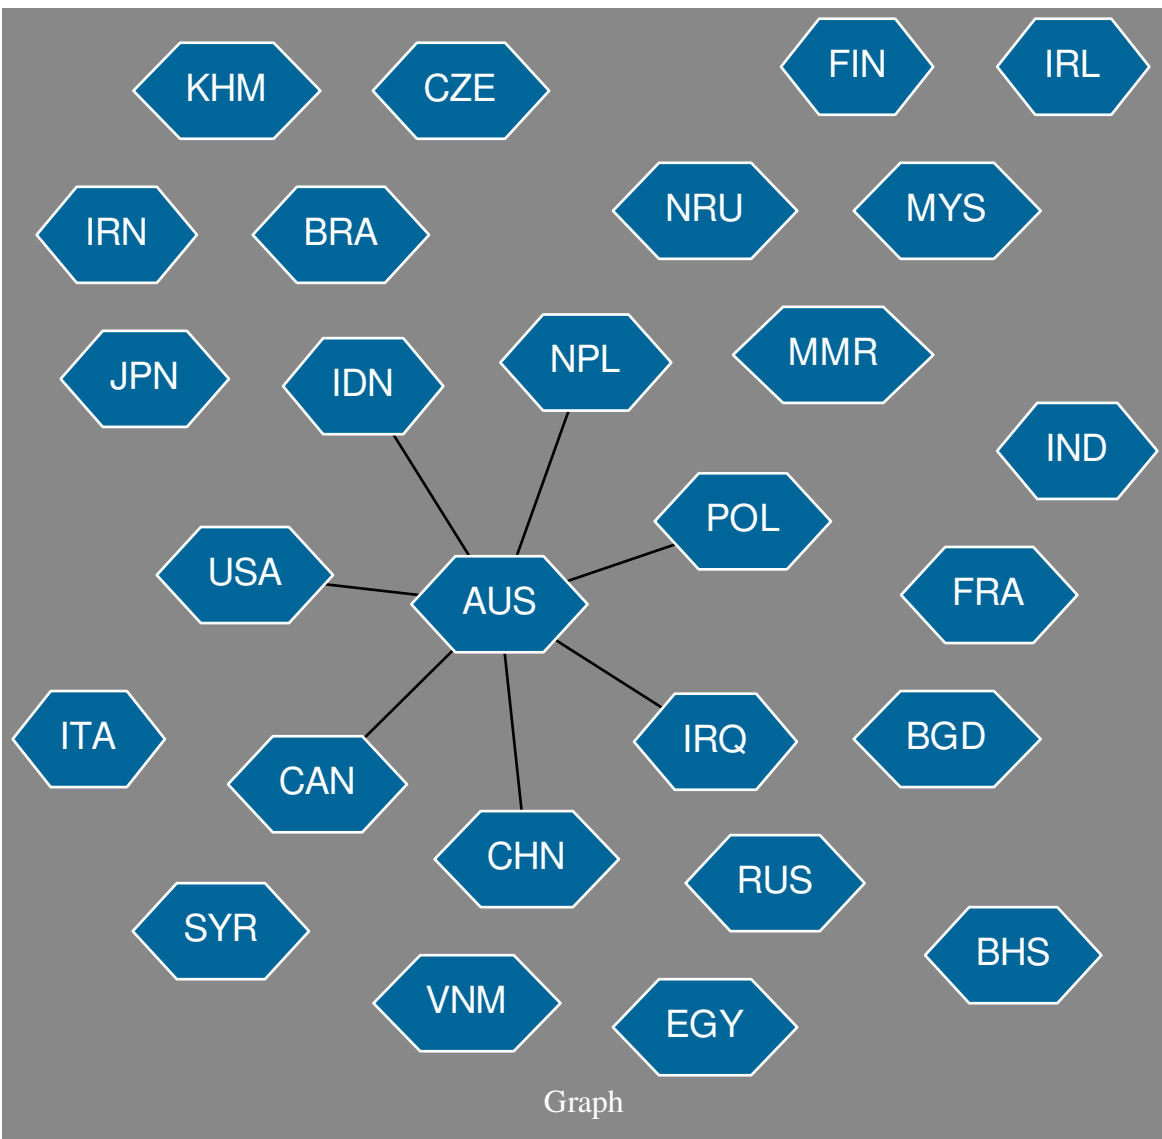 FIN
IRL
KHM
CZE
NRU
MYS
IRN
BRA
MMR
NPL
JPN
IDN
IND
POL
USA
FRA
AUS
ITA
IRQ
BGD
CAN
CHN
RUS
SYR
BHS
VNM
EGY
Graph